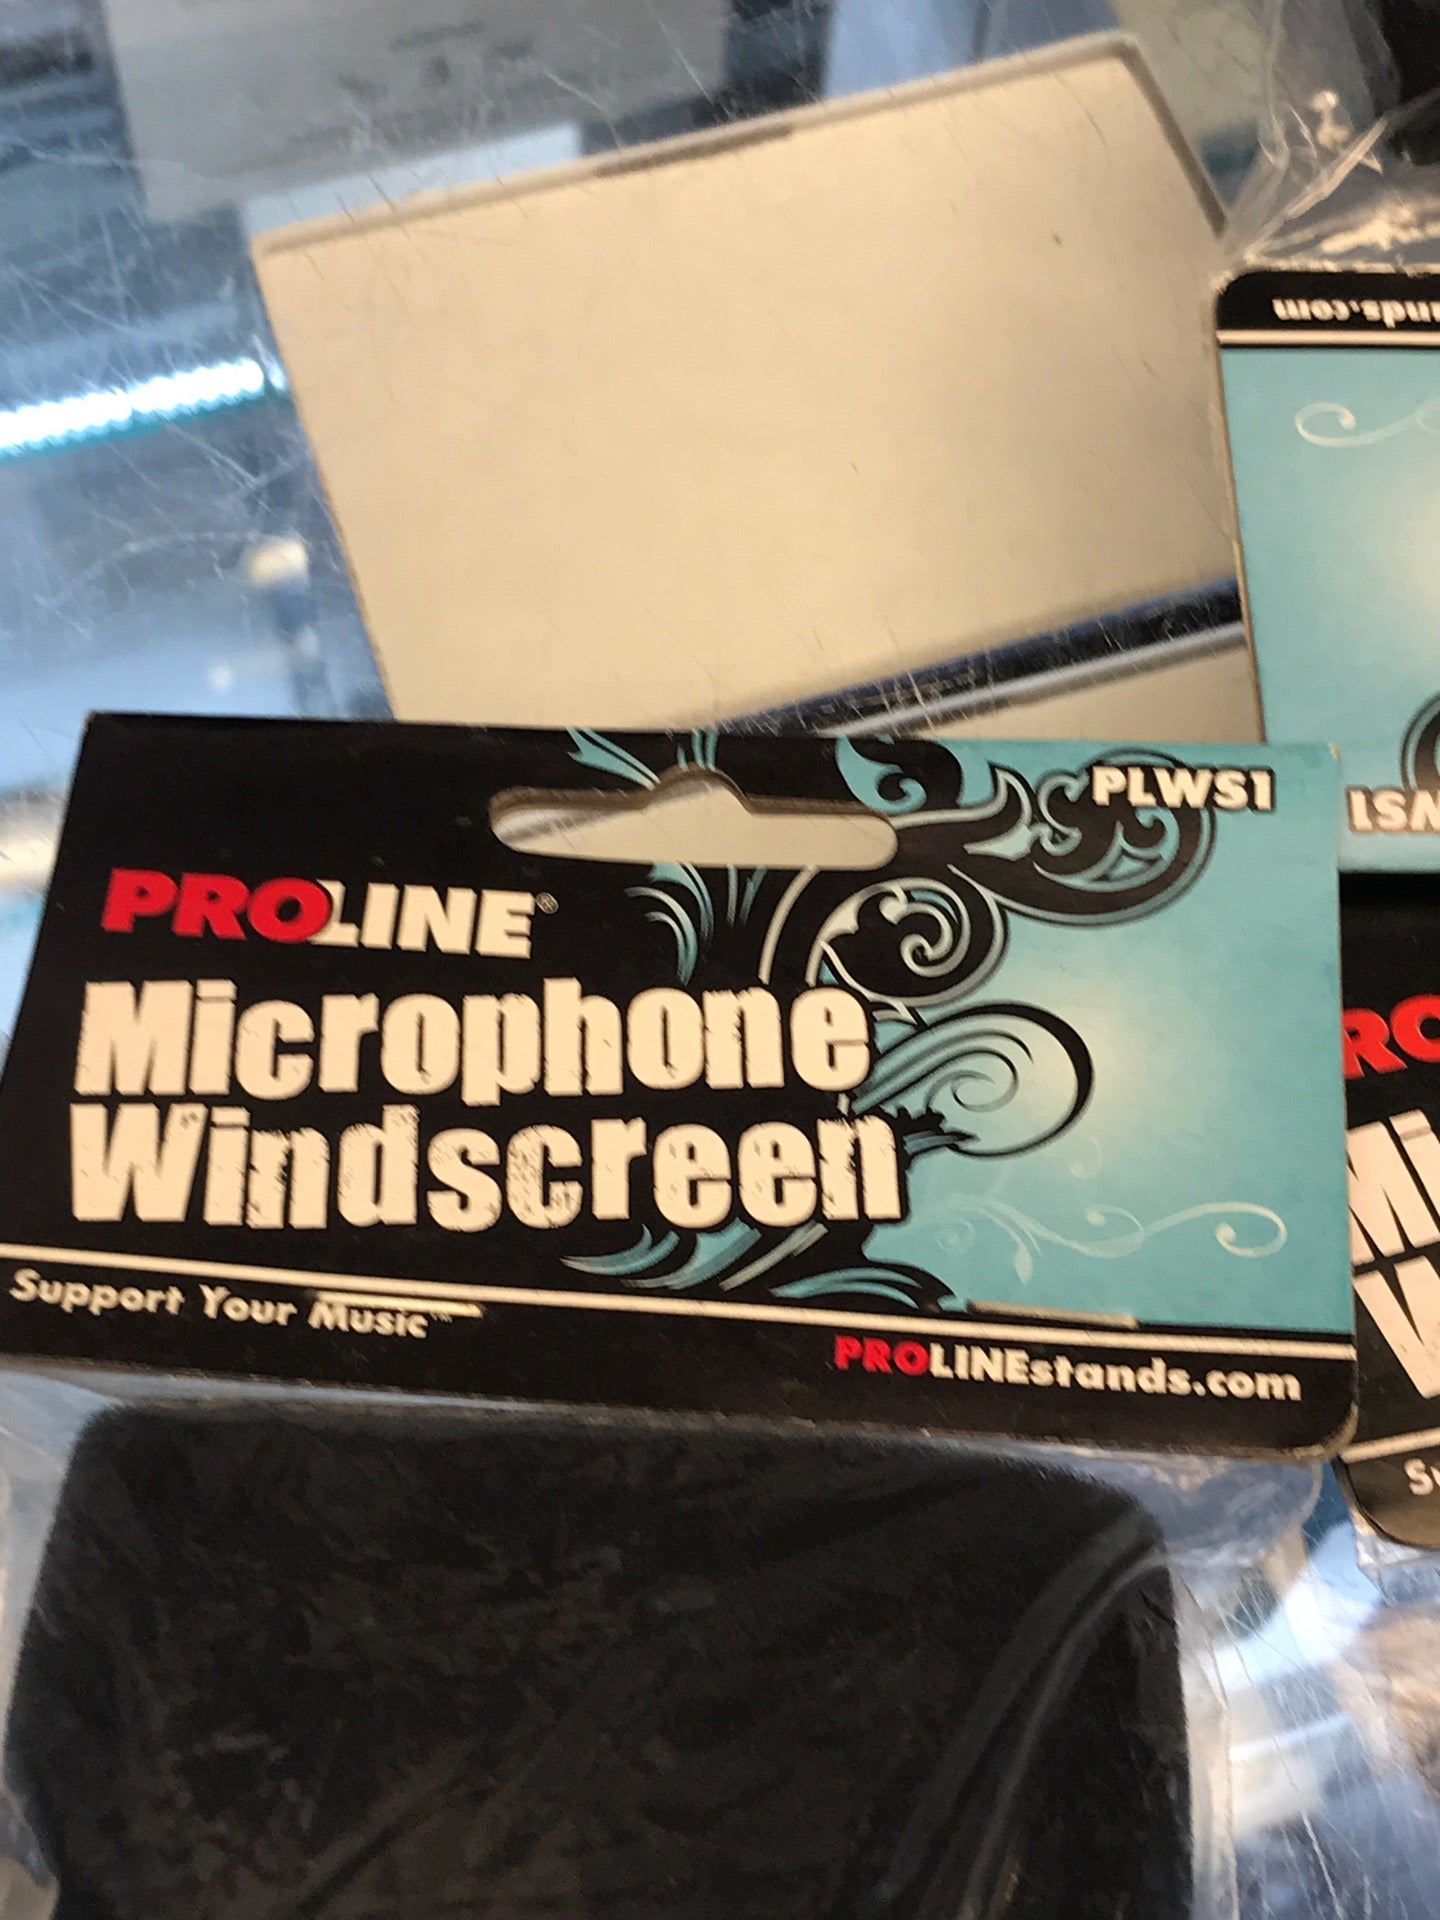 PLWS1
PROLINE®
Microphone
Windscreen
Support Your Music™
PROLINEstands.com